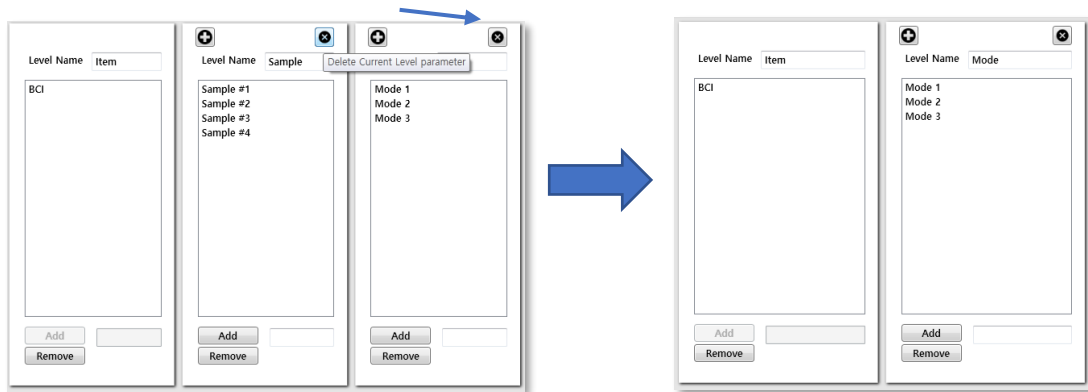 Level Name Item
BCI
Add
Remove
Level Name Sample
Delete Current Level parameter
Sample #1
Sample #2
Sample #3
Sample #4
Add
Remove
Mode 1
Mode 2
Mode 3
Add
Remove
Level Name Item
BCI
Add
Remove
Level Name Mode
Mode 1
Mode 2
Mode 3
Add
Remove